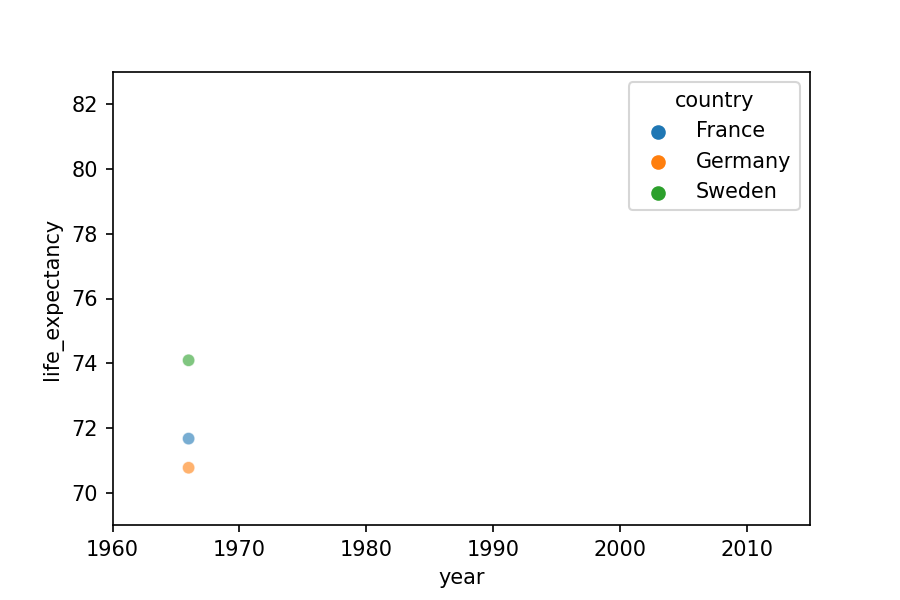 country
France
Germany
Sweden
82
80
78
76
74
72
70
life_expectancy
1960 1970 1980 1990 2000 2010
year